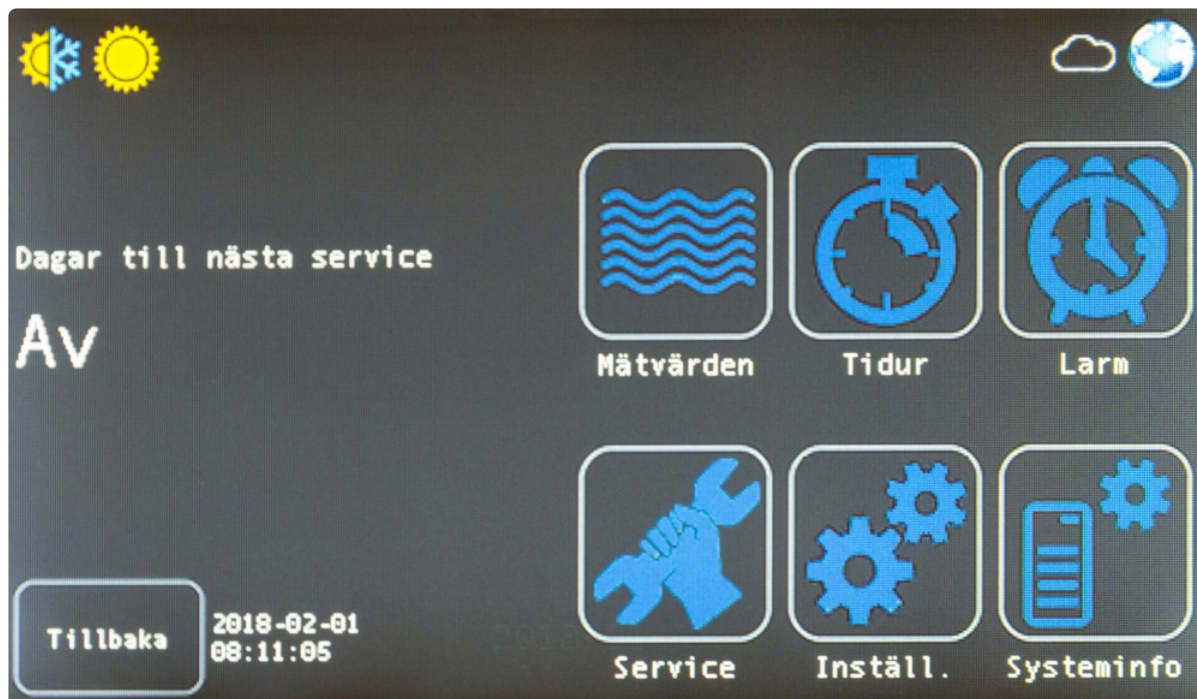 Dagar till nästa service
Av
Mätvärden
Tidur
Larm
Service
Inställ.
Systeminfo
Tillbaka
2018-02-01
08:11:05